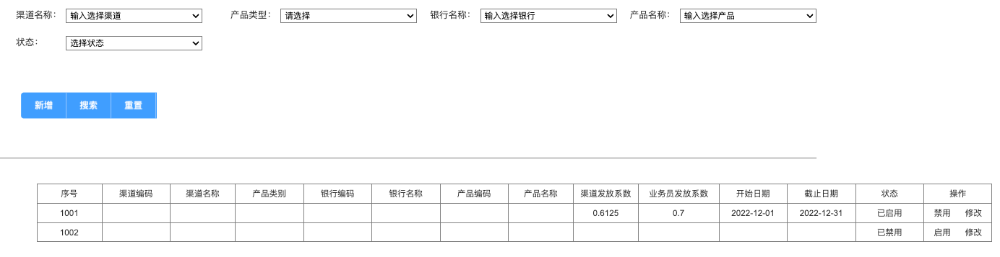 渠道名称： 输入选择渠道 产品类型： 请选择 银行名称： 输入选择银行 产品名称： 输入选择产品
状态： 选择状态
新增 搜索 重置
序号 渠道编码 渠道名称 产品类别 银行编码 银行名称 产品编码 产品名称 渠道发放系数 业务员发放系数 开始日期 截止日期 状态 操作
1001 0.6125 0.7 2022-12-01 2022-12-31 已启用 禁用 修改
1002 已禁用 启用 修改